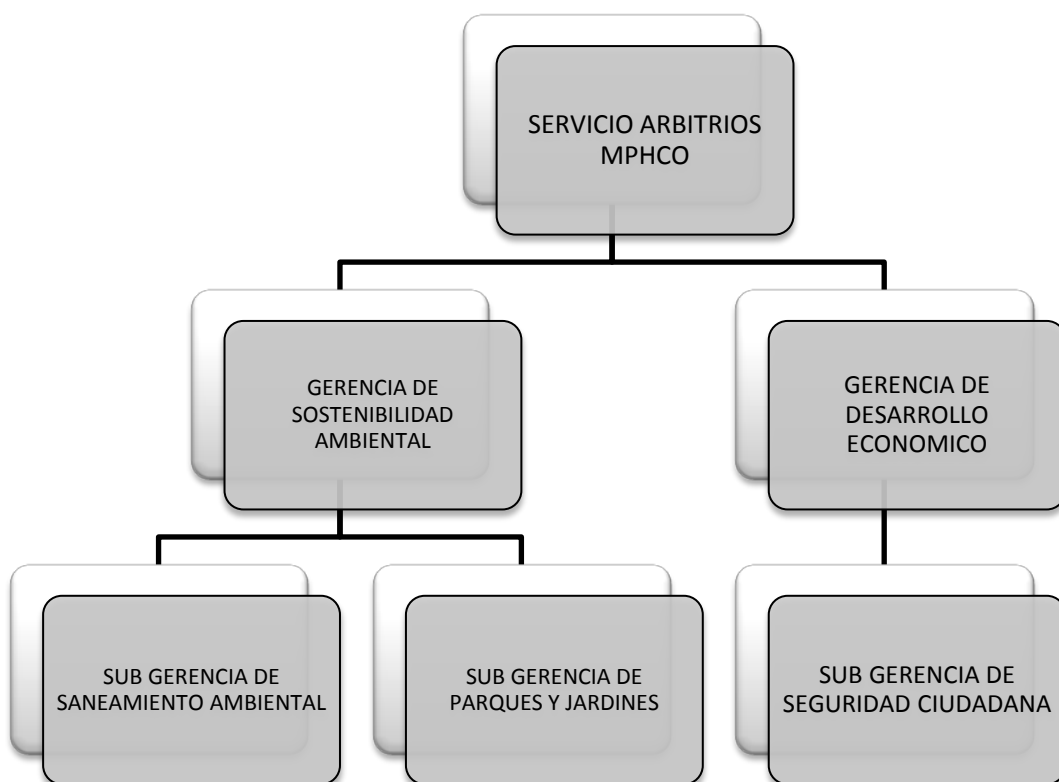 SERVICIO ARBITRIOS
MPHCO
GERENCIA DE
SOSTENIBILIDAD
AMBIENTAL
GERENCIA DE
DESARROLLO
ECONOMICO
SUB GERENCIA DE
SANEAMIENTO AMBIENTAL
SUB GERENCIA DE
PARQUES Y JARDINES
SUB GERENCIA DE
SEGURIDAD CIUDADANA